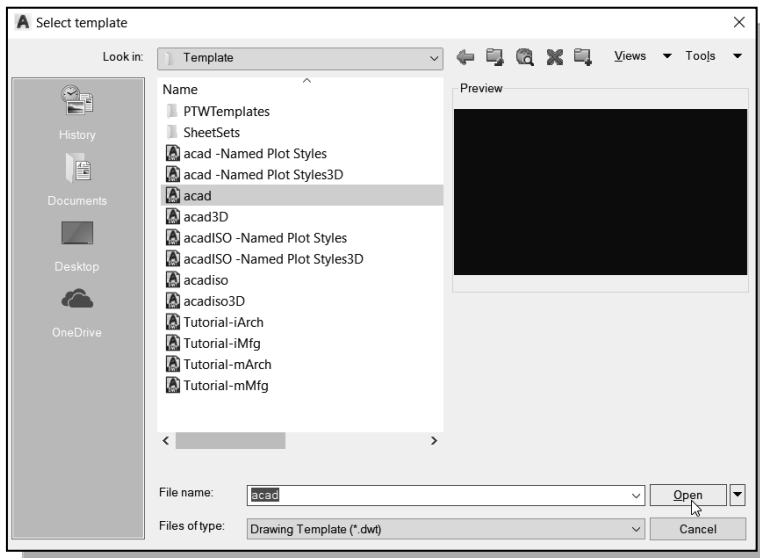 Select template
Look in: Template Views Tools
History
Documents
Desktop
OneDrive
Name
PTWTemplates
SheetSets
acad -Named Plot Styles
acad -Named Plot Styles3D
acad
acad3D
acadISO -Named Plot Styles
acadISO -Named Plot Styles3D
acadiso
acadiso3D
Tutorial-iArch
Tutorial-iMfg
Tutorial-mArch
Tutorial-mMfg
Preview
File name: acad Open
Files of type: Drawing Template (*.dwt) Cancel